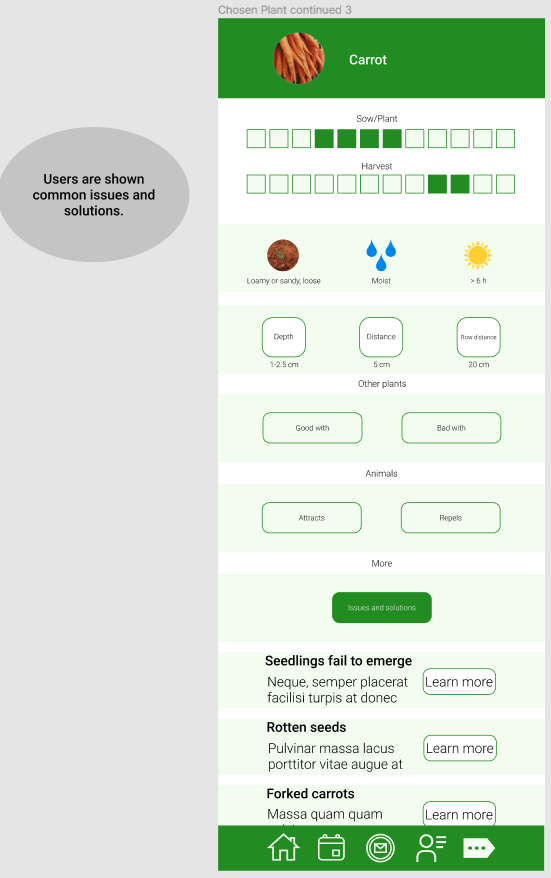 Chosen Plant continued 3
Carrot
Users are shown
common issues and
solutions.
Sow/Plant
Harvest
Loamy or sandy, loose
Moist
> 6 h
Depth
Distance
Row distance
1-2.5 cm
5 cm
20 cm
Other plants
Good with
Bad with
Animals
Attracts
Repels
More
Issues and solutions
Seedlings fail to emerge
Neque, semper placerat
facilisi turpis at donec
Learn more
Rotten seeds
Pulvinar massa lacus
porttitor vitae augue at
Learn more
Forked carrots
Massa quam quam
Learn more